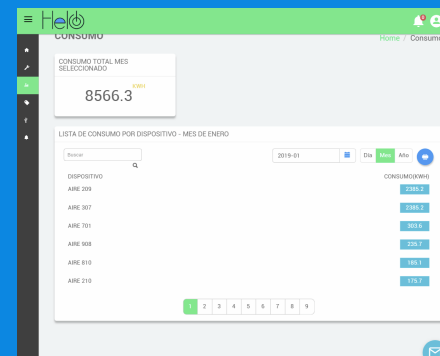 Helo
CONSUMO
Home / Consumo
CONSUMO TOTAL MES
SELECCIONADO
8566.3 KWH
LISTA DE CONSUMO POR DISPOSITIVO - MES DE ENERO
Buscar
2019-01
Día Mes Año
DISPOSITIVO CONSUMO(KWH)
AIRE 209 2385.2
AIRE 307 2385.2
AIRE 701 303.6
AIRE 908 235.7
AIRE 810 185.1
AIRE 210 175.7
1 2 3 4 5 6 7 8 9